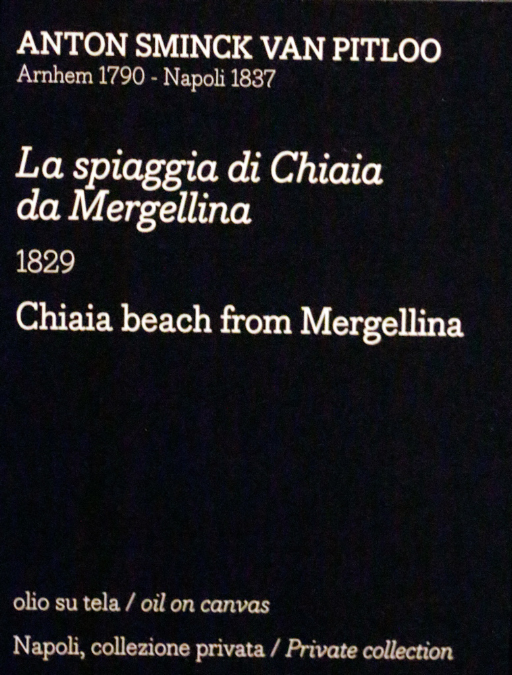 ANTON SMINCK VAN PITLOO
Arnhem 1790 - Napoli 1837
La spiaggia di Chiaia
da Mergellina
1829
Chiaia beach from Mergellina
olio su tela / oil on canvas
Napoli, collezione privata / Private collection